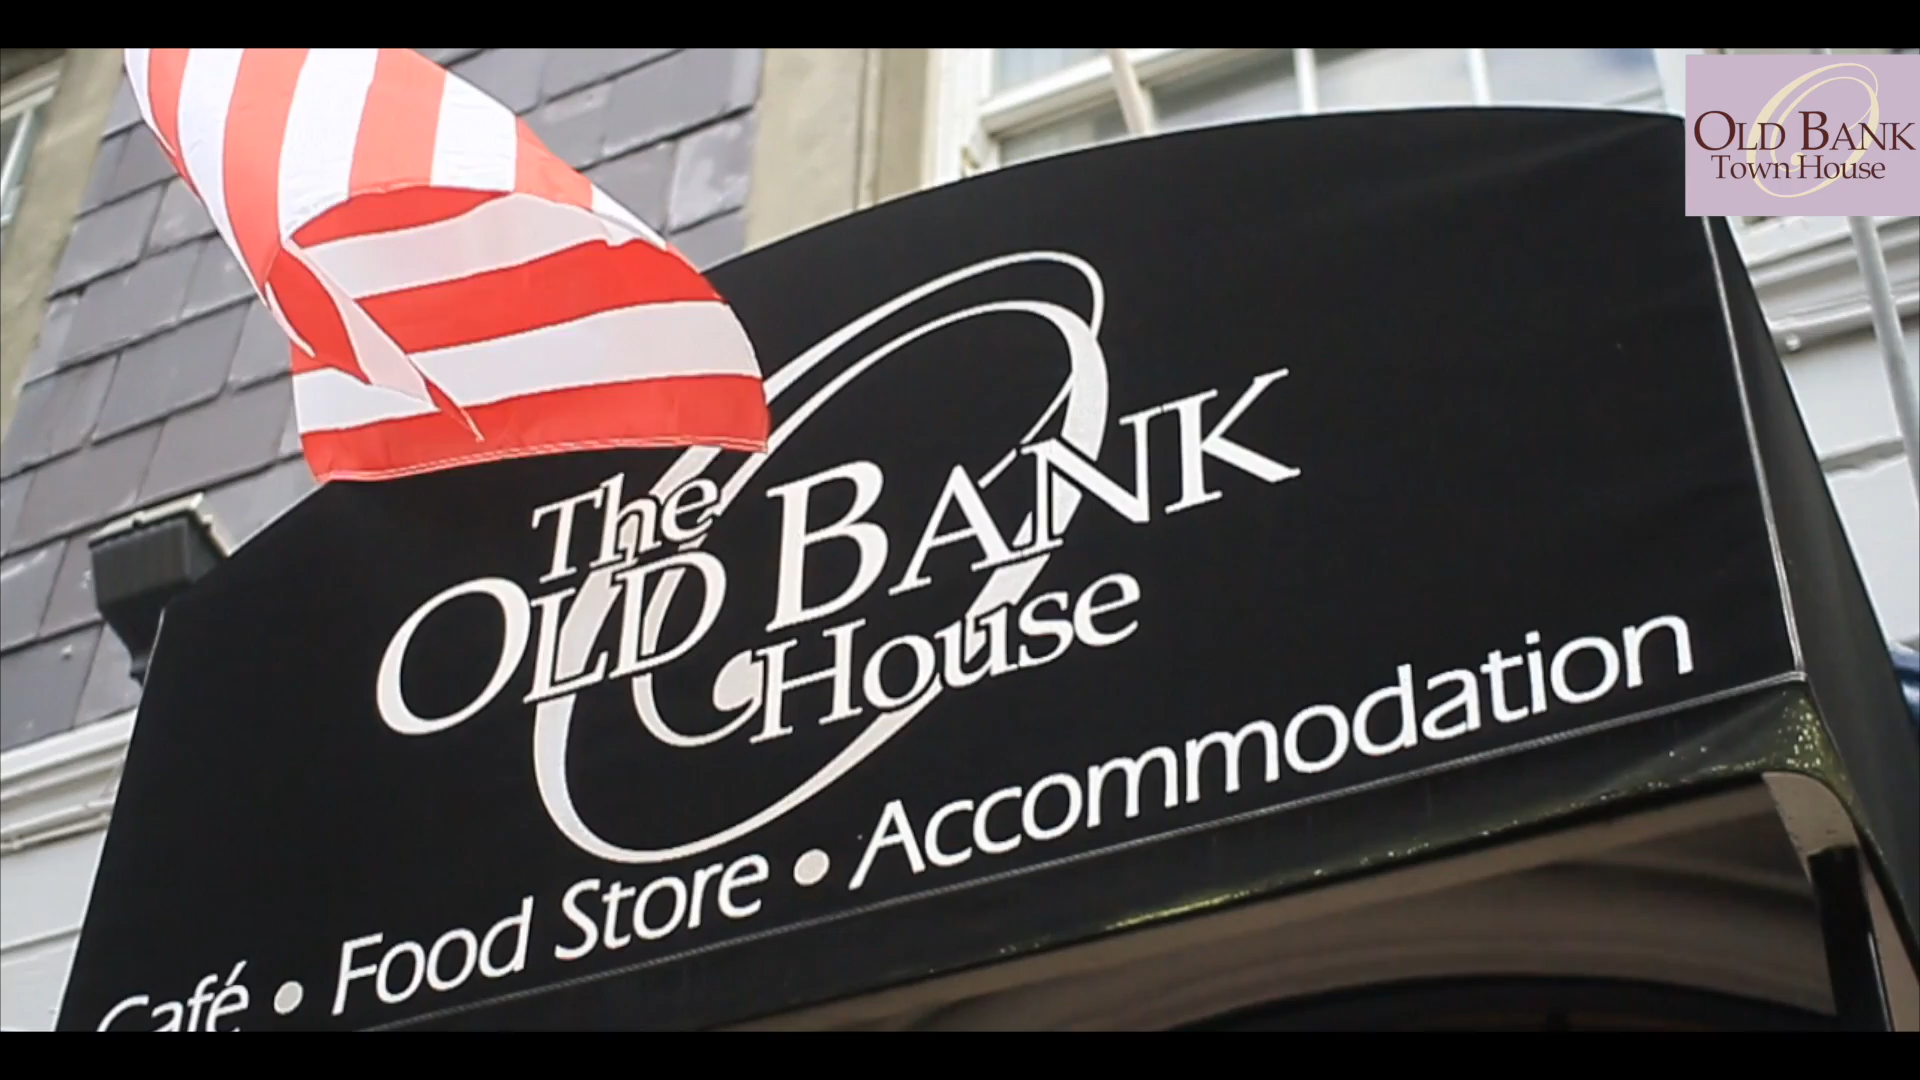 OLD BANK
TOWN HOUSE
The
OLD BANK
House
Café • Food Store • Accommodation